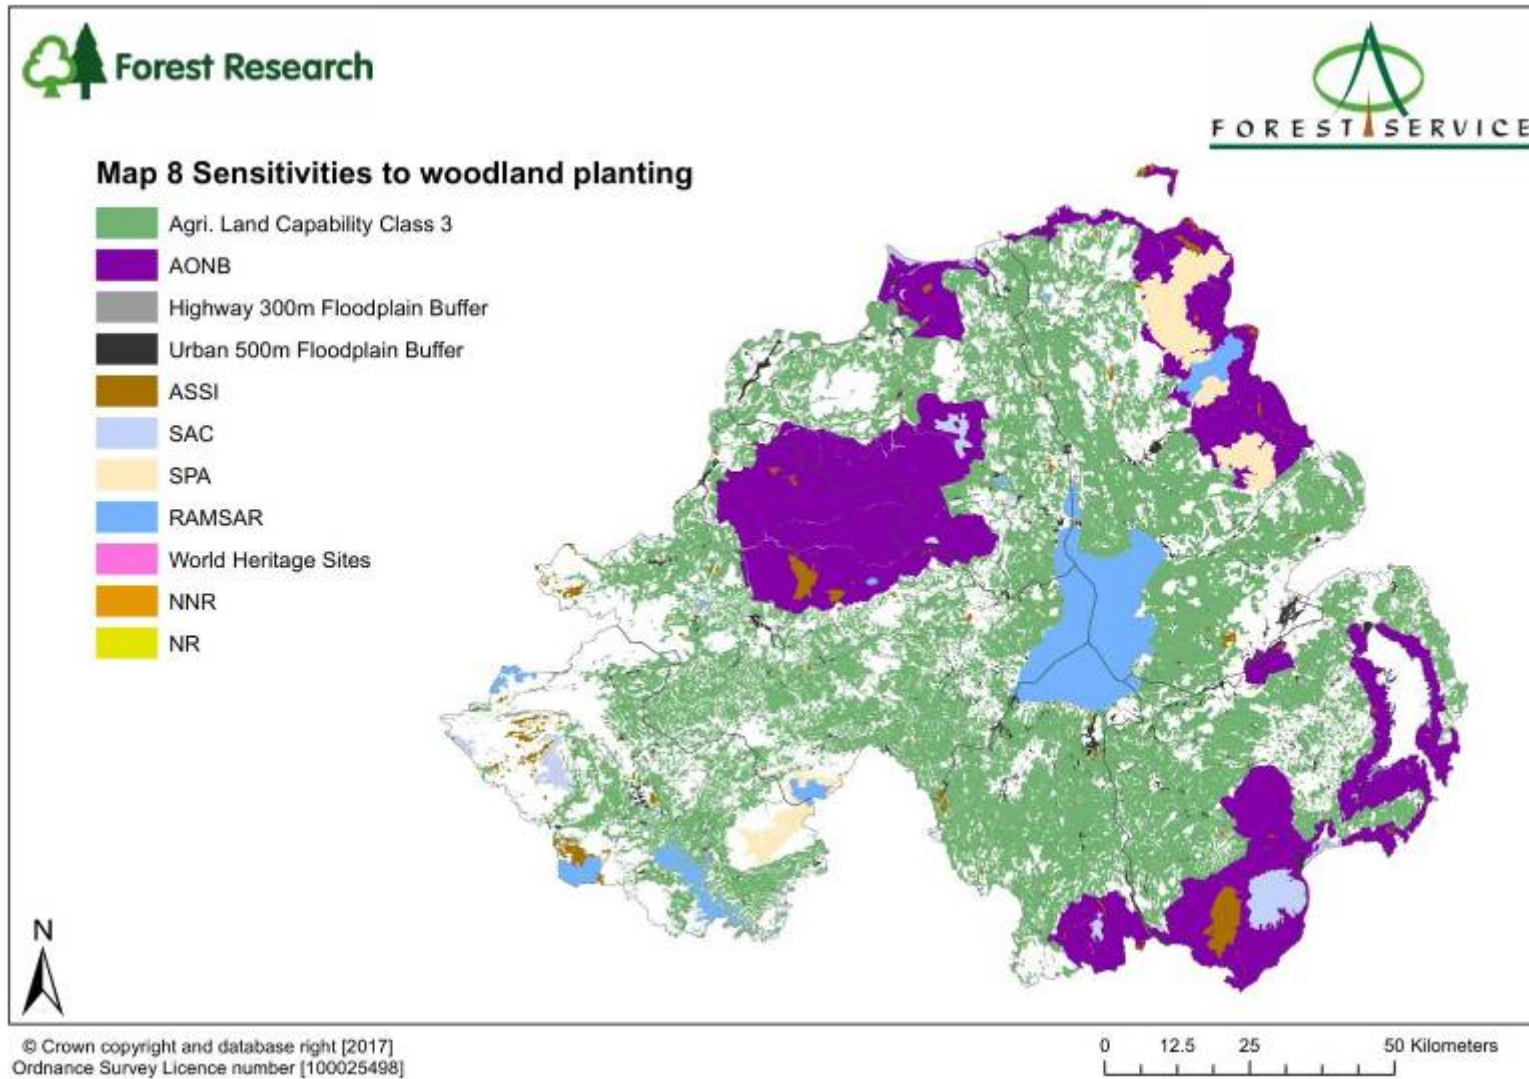 Forest Research
FOREST SERVICE
Map 8 Sensitivities to woodland planting
Agri. Land Capability Class 3
AONB
Highway 300m Floodplain Buffer
Urban 500m Floodplain Buffer
ASSI
SAC
SPA
RAMSAR
World Heritage Sites
NNR
NR
N
© Crown copyright and database right [2017]
Ordnance Survey Licence number [100025498]
0 12.5 25 50 Kilometers